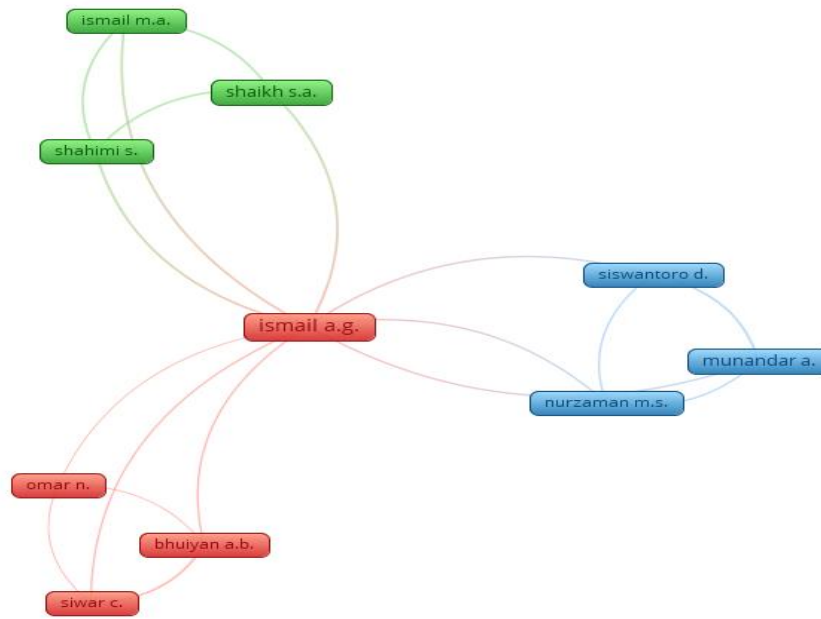 ismail m.a.
shaikh s.a.
shahimi s.
siswantoro d.
ismail a.g.
munandar a.
nurzaman m.s.
omar n.
bhuiyan a.b.
siwar c.